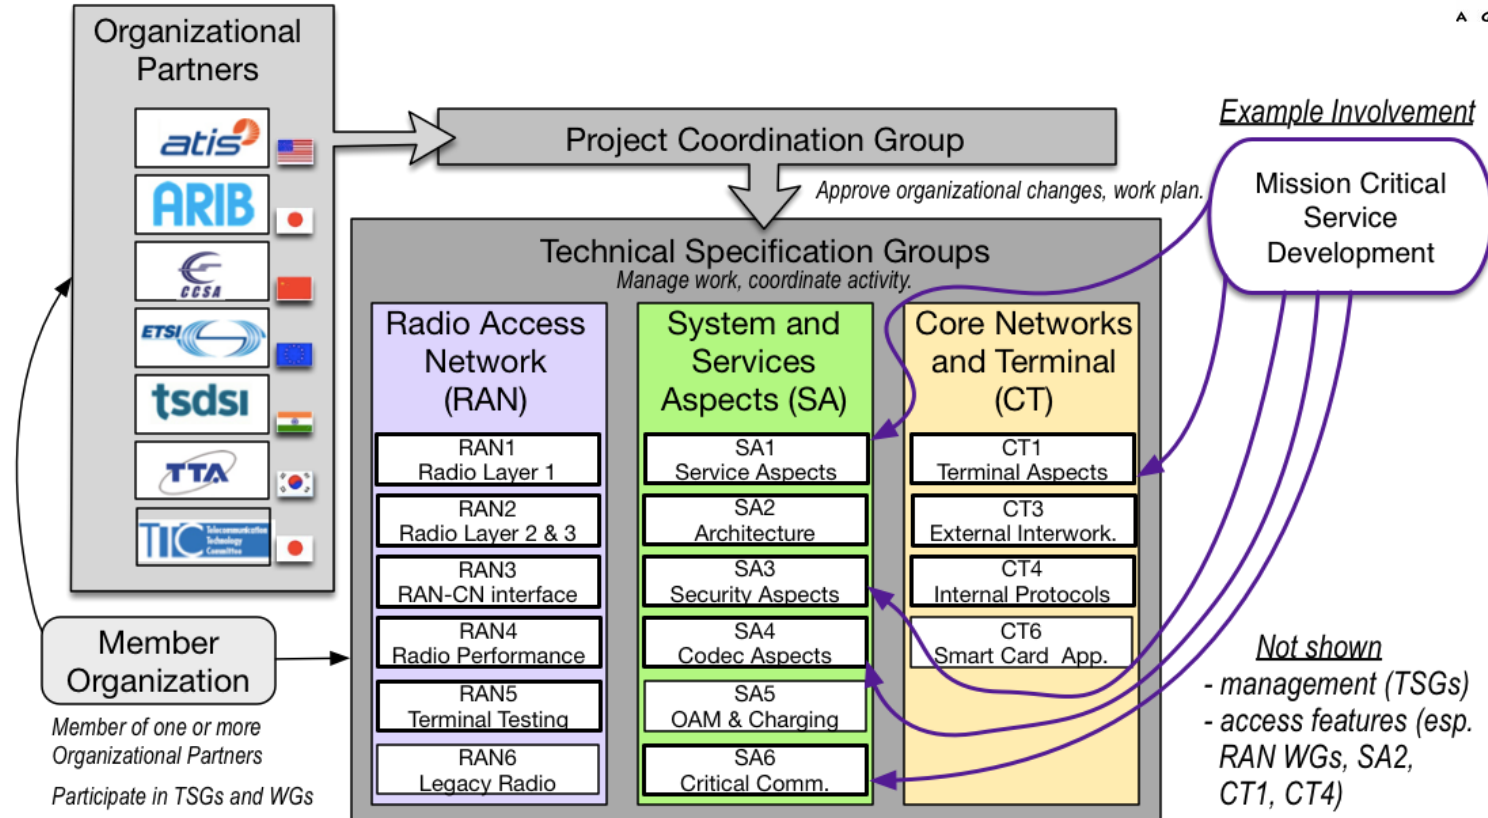 A
Organizational
Partners
atis
ARIB
CCSA
ETSI
tsdsi
TTA
TTC Telecommunication
Technology
Committee
Member
Organization
Member of one or more
Organizational Partners
Participate in TSGs and WGs
Project Coordination Group
Approve organizational changes, work plan.
Technical Specification Groups
Manage work, coordinate activity.
Radio Access
Network
(RAN)
RAN1
Radio Layer 1
RAN2
Radio Layer 2 & 3
RAN3
RAN-CN interface
RAN4
Radio Performance
RAN5
Terminal Testing
RAN6
Legacy Radio
System and
Services
Aspects (SA)
SA1
Service Aspects
SA2
Architecture
SA3
Security Aspects
SA4
Codec Aspects
SA5
OAM & Charging
SA6
Critical Comm.
Core Networks
and Terminal
(CT)
CT1
Terminal Aspects
CT3
External Interwork.
CT4
Internal Protocols
CT6
Smart Card App.
Example Involvement
Mission Critical
Service
Development
Not shown
- management (TSGs)
- access features (esp.
RAN WGs, SA2,
CT1, CT4)